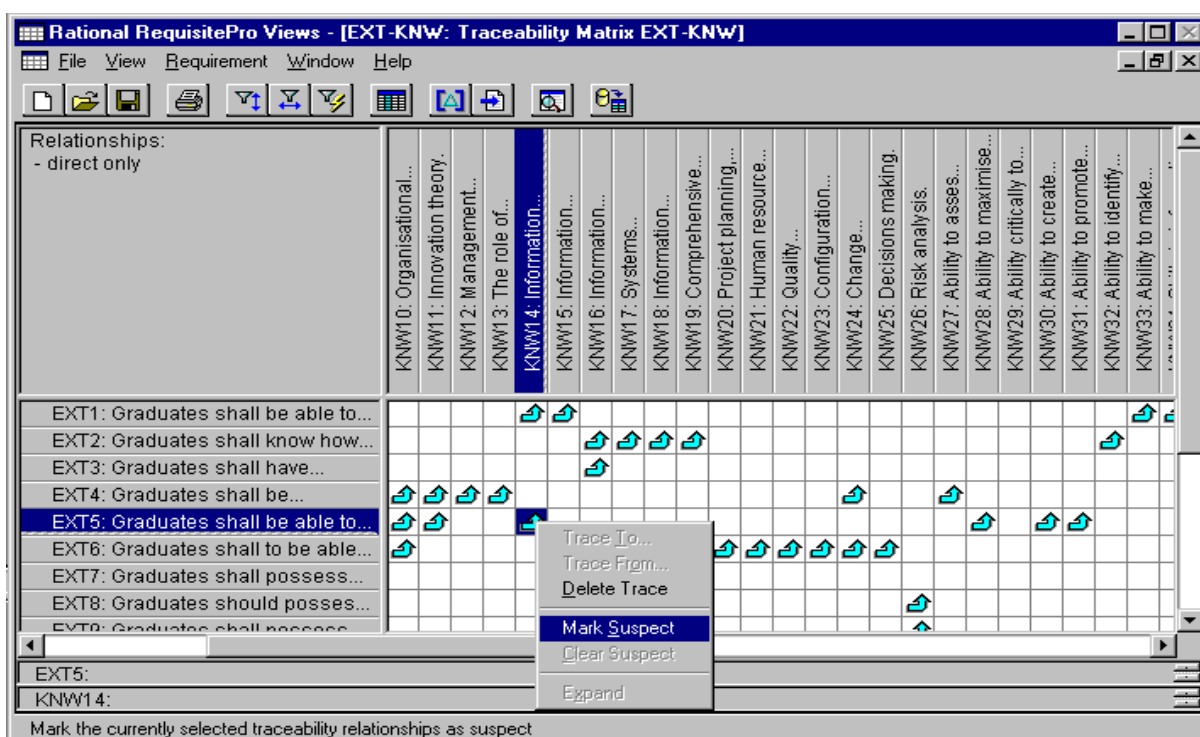 Rational RequisitePro Views - [EXT-KNW: Traceability Matrix EXT-KNW]
File View Requirement Window Help
Relationships:
- direct only
KNW10: Organisational...
KNW11: Innovation theory.
KNW12: Management...
KNW13: The role of...
KNW14: Information...
KNW15: Information...
KNW16: Information...
KNW17: Systems...
KNW18: Information...
KNW19: Comprehensive...
KNW20: Project planning,...
KNW21: Human resource...
KNW22: Quality...
KNW23: Configuration...
KNW24: Change...
KNW25: Decisions making.
KNW26: Risk analysis.
KNW27: Ability to asses...
KNW28: Ability to maximise...
KNW29: Ability critically to...
KNW30: Ability to create...
KNW31: Ability to promote...
KNW32: Ability to identify...
KNW33: Ability to make...
EXT1: Graduates shall be able to...
EXT2: Graduates shall know how...
EXT3: Graduates shall have...
EXT4: Graduates shall be...
EXT5: Graduates shall be able to...
EXT6: Graduates shall to be able...
EXT7: Graduates shall possess...
EXT8: Graduates should posses...
EXT9: Graduates shall possess
Trace To...
Trace From...
Delete Trace
Mark Suspect
Clear Suspect
Expand
EXT5:
KNW14:
Mark the currently selected traceability relationships as suspect